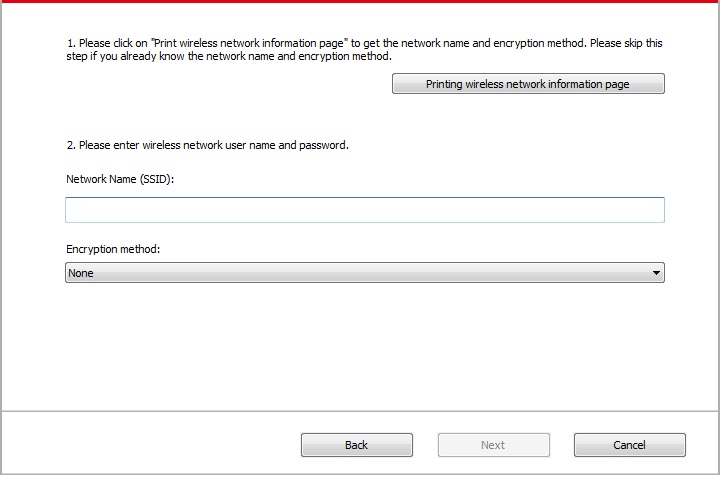 1. Please click on "Print wireless network information page" to get the network name and encryption method. Please skip this
step if you already know the network name and encryption method.
Printing wireless network information page
2. Please enter wireless network user name and password.
Network Name (SSID):
Encryption method:
None
Back
Next
Cancel